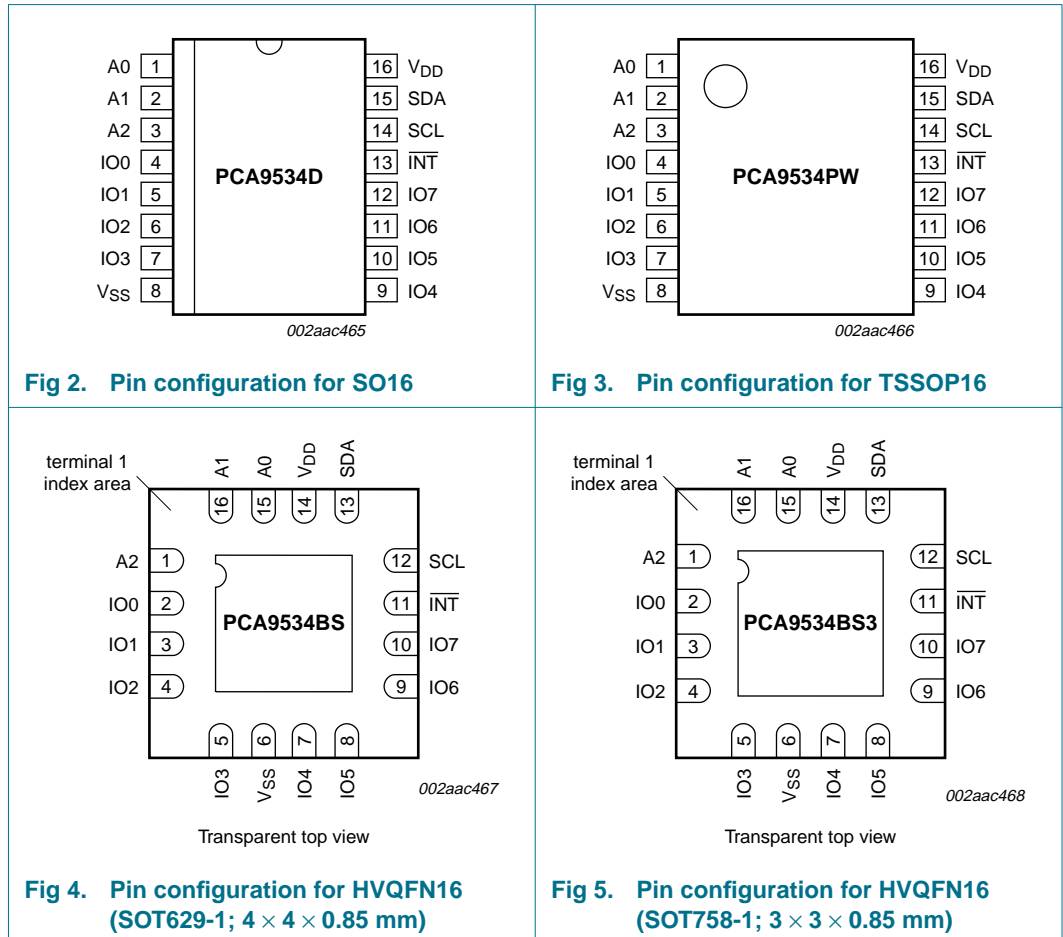 A0 1 16 VDD
A1 2 15 SDA
A2 3 14 SCL
IO0 4 13 INT
IO1 5 12 IO7
IO2 6 11 IO6
IO3 7 10 IO5
VSS 8 9 IO4
PCA9534D
002aac465
Fig 2. Pin configuration for SO16
A0 1 16 VDD
A1 2 15 SDA
A2 3 14 SCL
IO0 4 13 INT
IO1 5 12 IO7
IO2 6 11 IO6
IO3 7 10 IO5
VSS 8 9 IO4
PCA9534PW
002aac466
Fig 3. Pin configuration for TSSOP16
terminal 1
index area
A1 A0 VDD SDA
16 15 14 13
A2 1 12 SCL
IO0 2 11 INT
IO1 3 10 IO7
IO2 4 9 IO6
PCA9534BS
5 6 7 8
IO3 VSS IO4 IO5
002aac467
Transparent top view
Fig 4. Pin configuration for HVQFN16
(SOT629-1; 4 × 4 × 0.85 mm)
terminal 1
index area
A1 A0 VDD SDA
16 15 14 13
A2 1 12 SCL
IO0 2 11 INT
IO1 3 10 IO7
IO2 4 9 IO6
PCA9534BS3
5 6 7 8
IO3 VSS IO4 IO5
002aac468
Transparent top view
Fig 5. Pin configuration for HVQFN16
(SOT758-1; 3 × 3 × 0.85 mm)